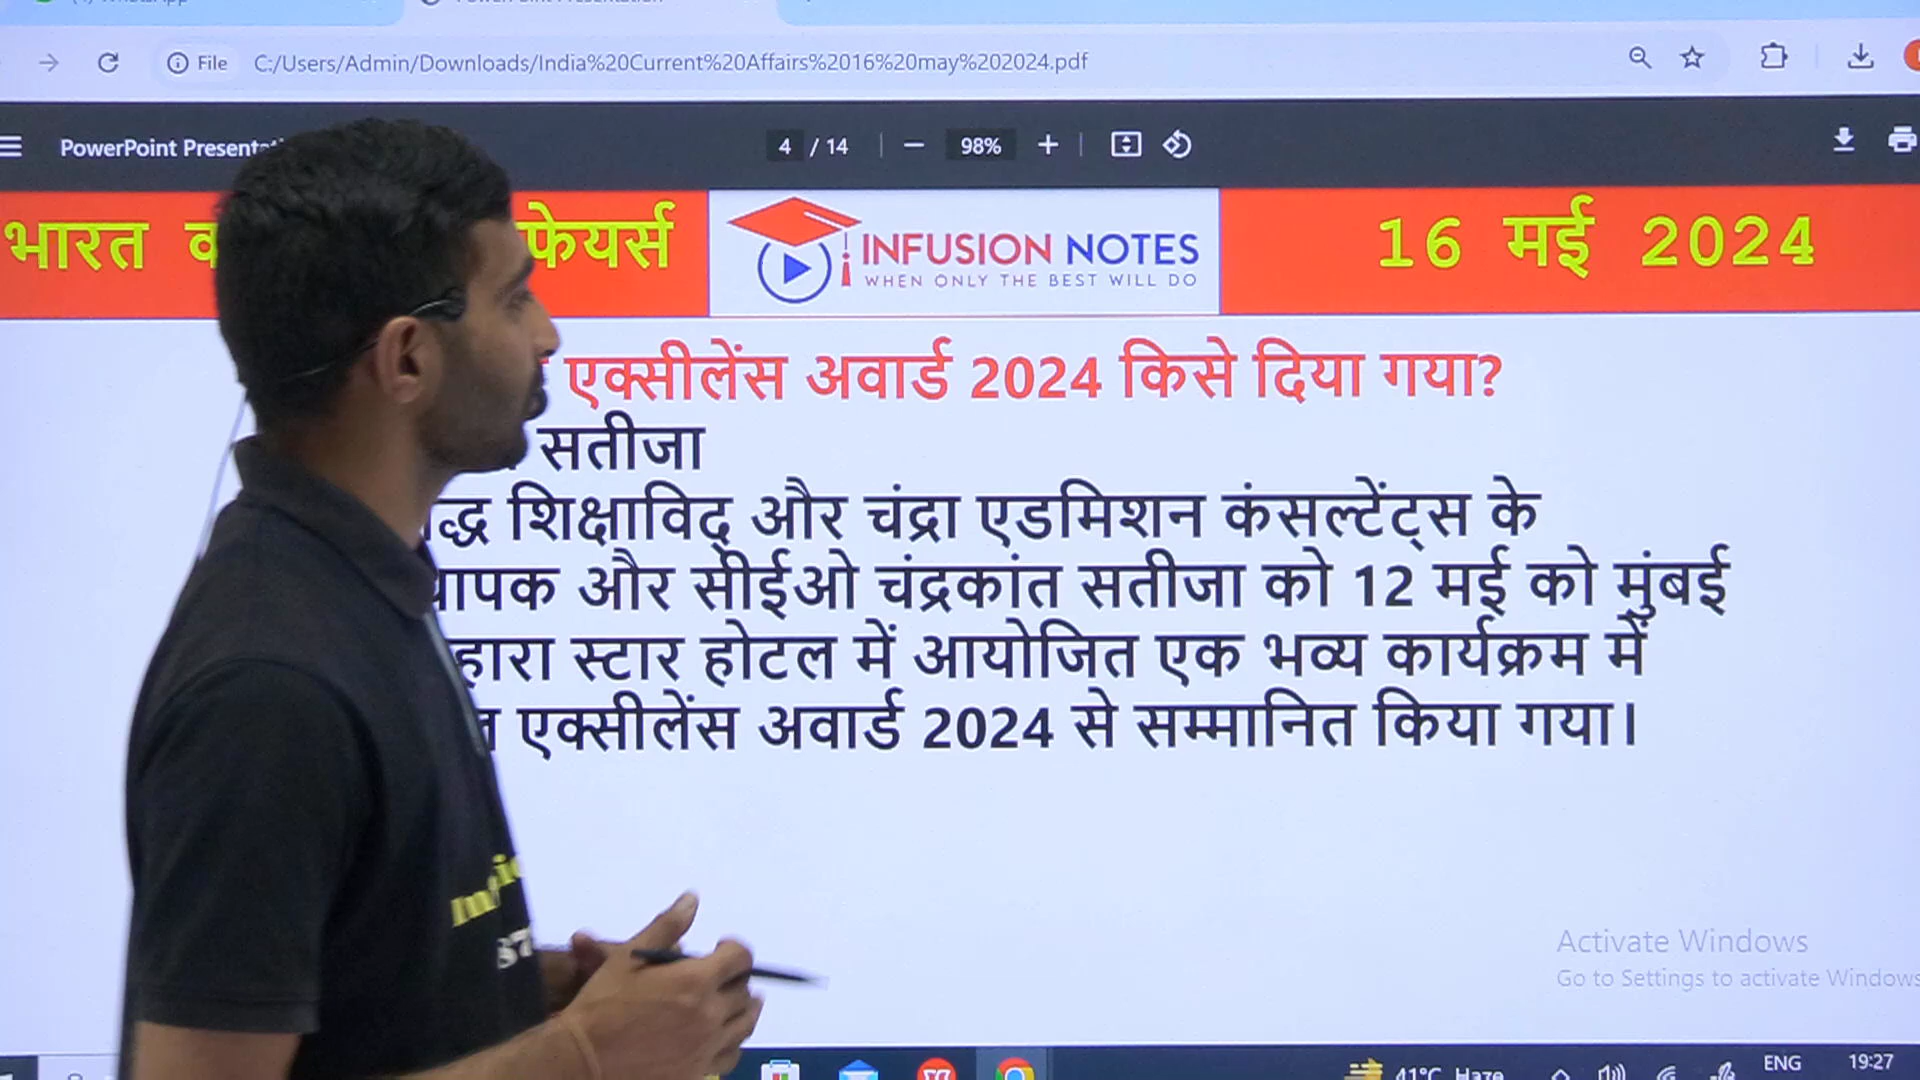 File C:/Users/Admin/Downloads/India%20Current%20Affairs%2016%20may%202024.pdf
PowerPoint 4 / 14 98%
भारत फेयर्स INFUSION NOTES 16 मई 2024
WHEN ONLY THE BEST WILL DO
एक्सीलेंस अवार्ड 2024 किसे दिया गया?
सतीजा
शिक्षाविद् और चंद्रा एडमिशन कंसल्टेंट्स के
और सीईओ चंद्रकांत सतीजा को 12 मई को मुंबई
स्टार होटल में आयोजित एक भव्य कार्यक्रम में
एक्सीलेंस अवार्ड 2024 से सम्मानित किया गया।
Activate Windows
Go to Settings to activate Windows
41°C Haze ENG 19:27